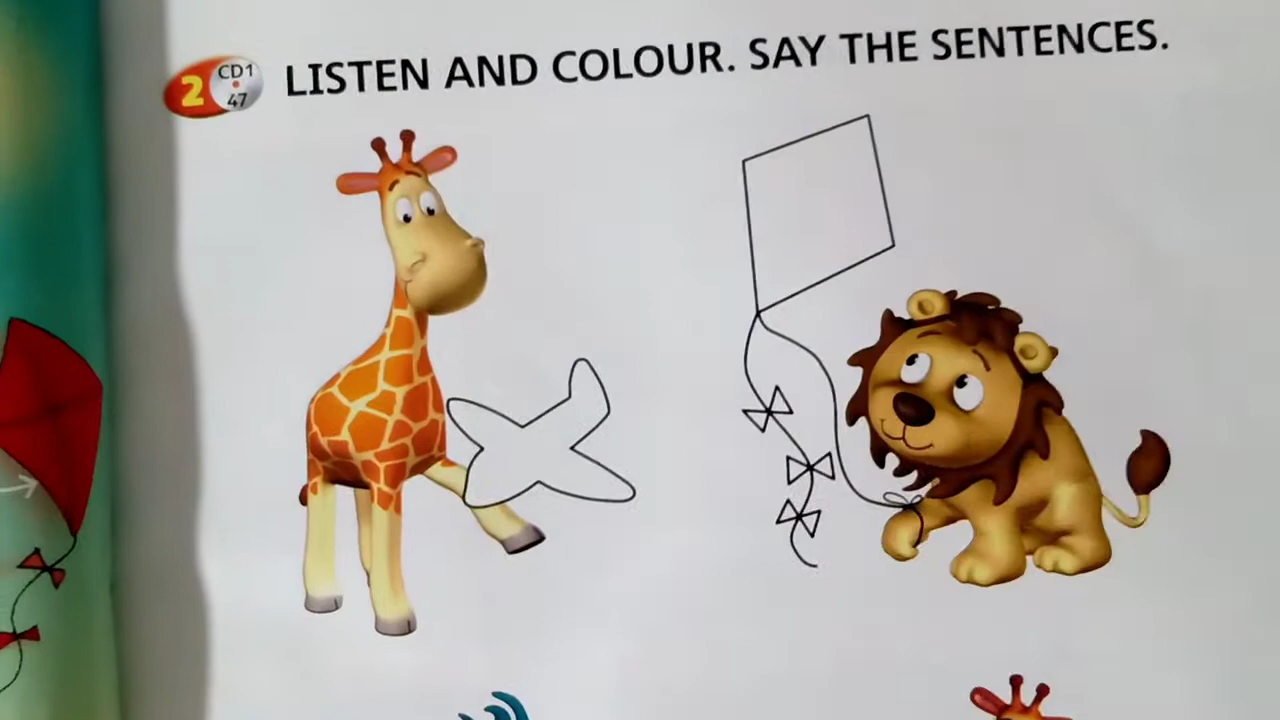 2 CD1 47 LISTEN AND COLOUR. SAY THE SENTENCES.